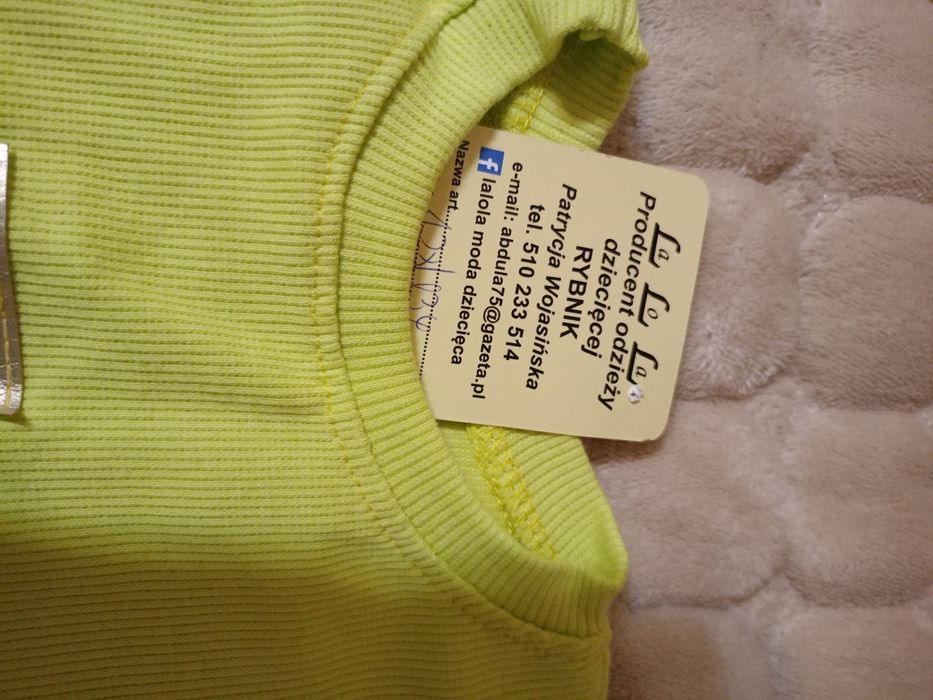 La Lo La
Producent odzieży
dziecięcej
RYBNIK
Patrycja Wojasińska
tel. 510 233 514
e-mail: abdula75@gazeta.pl
f lalola moda dziecięca
Nazwa art.